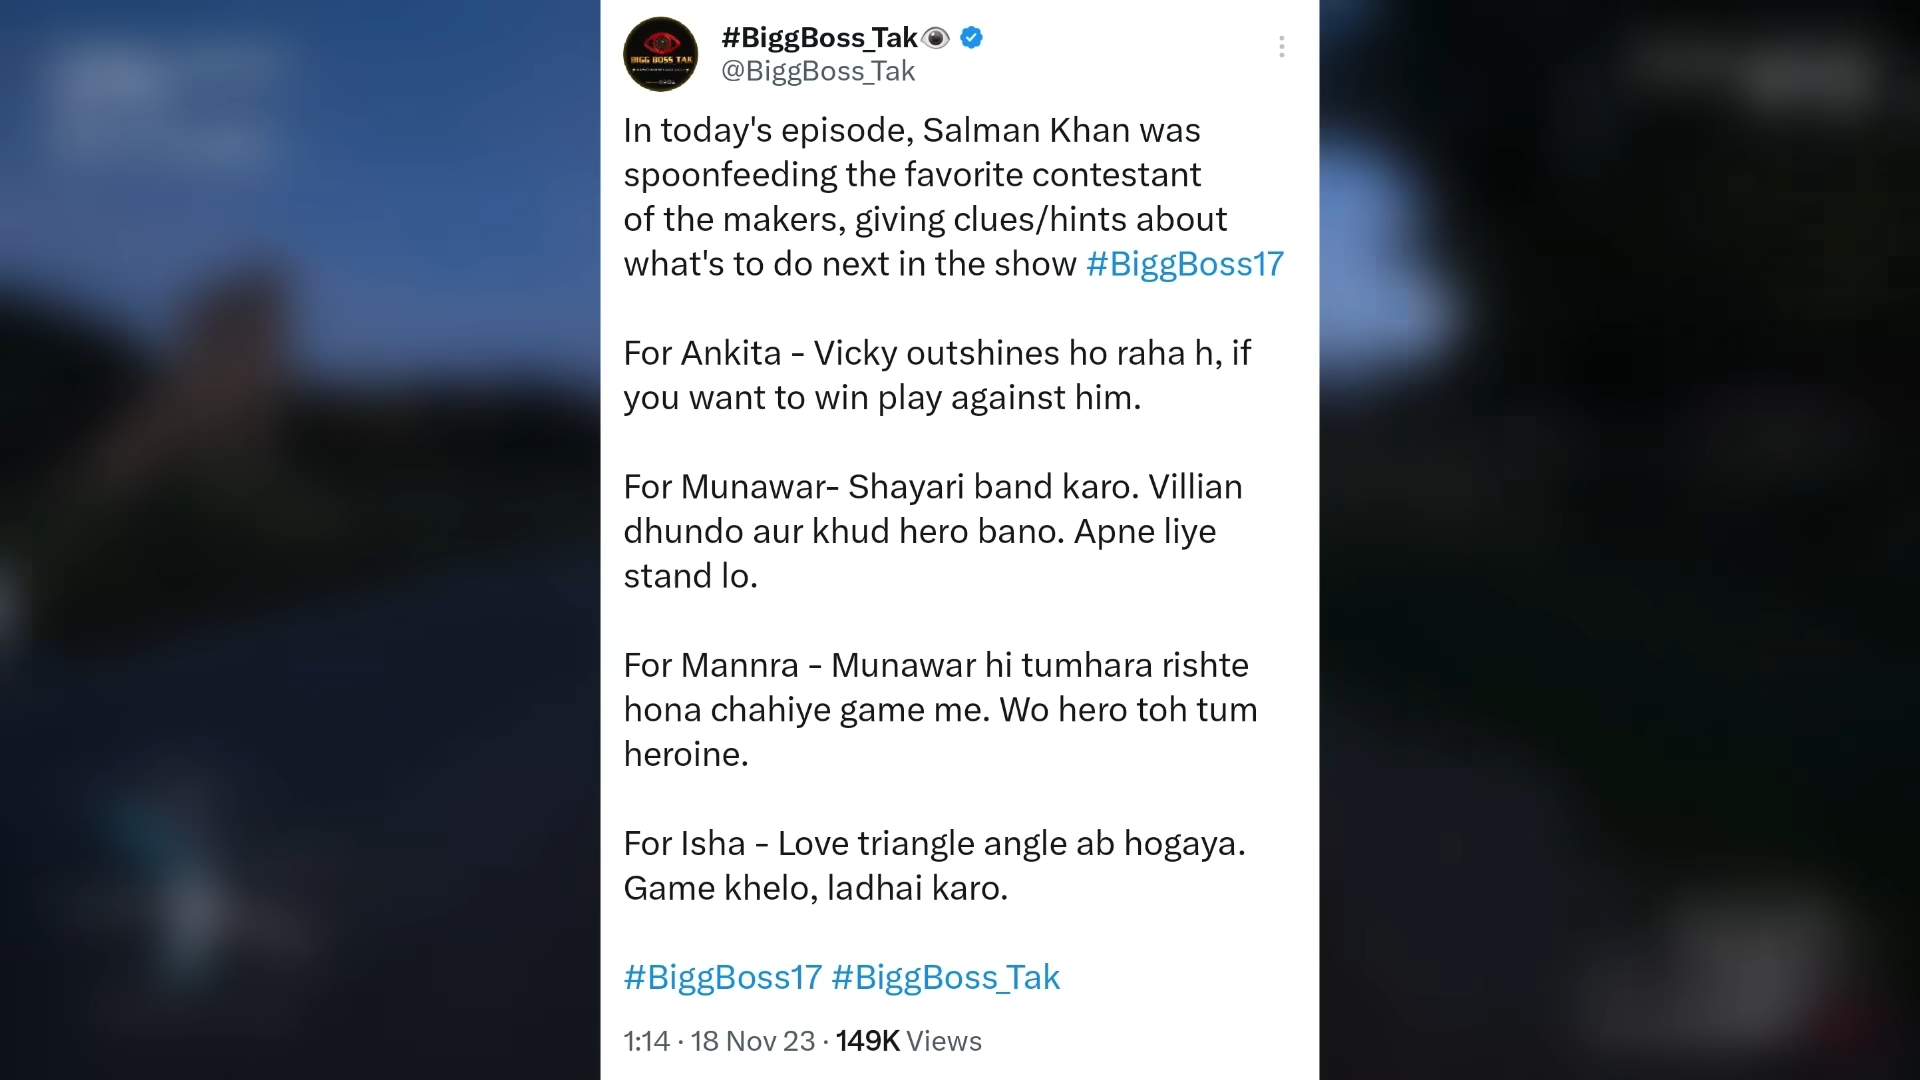 #BiggBoss_Tak👁
@BiggBoss_Tak
In today's episode, Salman Khan was
spoonfeeding the favorite contestant
of the makers, giving clues/hints about
what's to do next in the show #BiggBoss17
For Ankita - Vicky outshines ho raha h, if
you want to win play against him.
For Munawar- Shayari band karo. Villian
dhundo aur khud hero bano. Apne liye
stand lo.
For Mannra - Munawar hi tumhara rishte
hona chahiye game me. Wo hero toh tum
heroine.
For Isha - Love triangle angle ab hogaya.
Game khelo, ladhai karo.
#BiggBoss17 #BiggBoss_Tak
1:14 · 18 Nov 23 · 149K Views
BIGG BOSS TAK